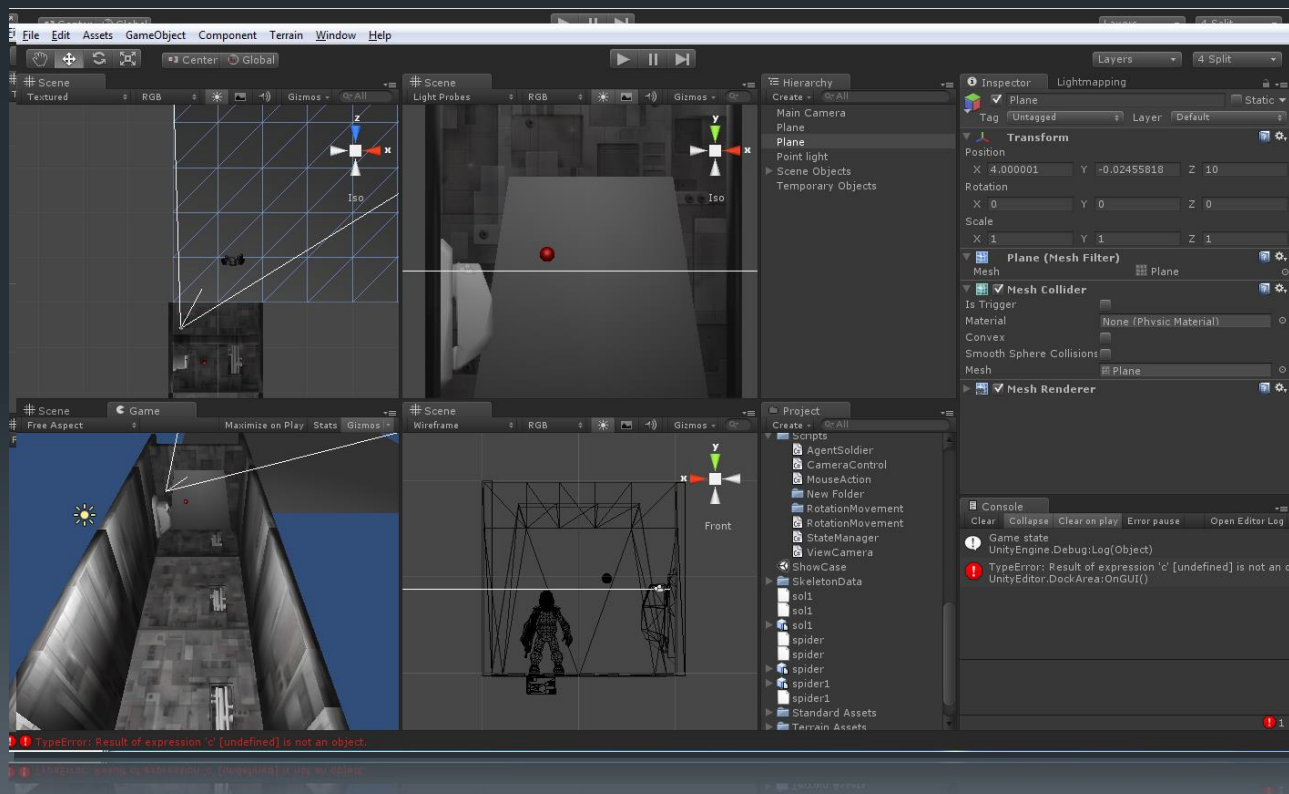 File Edit Assets GameObject Component Terrain Window Help
Center Global
Layers 4 Split
Scene
Textured RGB Gizmos All
z
x
Iso
Scene
Light Probes RGB Gizmos
y
x
Iso
Scene Game
Free Aspect Maximize on Play Stats Gizmos
Scene
Wireframe RGB Gizmos
y
x
Front
Hierarchy
Create All
Main Camera
Plane
Plane
Point light
Scene Objects
Temporary Objects
Project
Create All
Scripts
AgentSoldier
CameraControl
MouseAction
New Folder
RotationMovement
RotationMovement
StateManager
ViewCamera
ShowCase
SkeletonData
sol1
sol1
sol1
spider
spider
spider
spider1
spider1
Standard Assets
Terrain Assets
Inspector Lightmapping
Plane Static
Tag Untagged Layer Default
Transform
Position
X 4.000001 Y -0.02455818 Z 10
Rotation
X 0 Y 0 Z 0
Scale
X 1 Y 1 Z 1
Plane (Mesh Filter)
Mesh Plane
Mesh Collider
Is Trigger
Material None (Physic Material)
Convex
Smooth Sphere Collisions
Mesh Plane
Mesh Renderer
Console
Clear Collapse Clear on play Error pause Open Editor Log
Game state
UnityEngine.Debug:Log(Object)
TypeError: Result of expression 'c' [undefined] is not an o
UnityEditor.DockArea:OnGUI()
1
TypeError: Result of expression 'c' [undefined] is not an object.